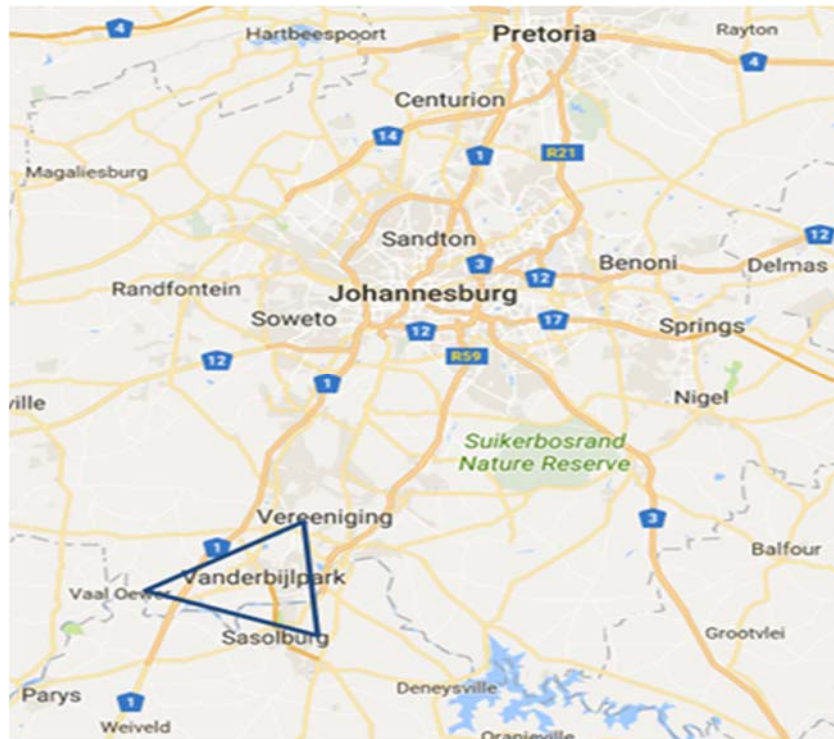 Pretoria
Rayton
4
Hartbeespoort
4
Centurion
14
1
R21
Magaliesburg
Sandton
12
3
Benoni
Delmas
12
Randfontein
Johannesburg
Soweto
12
17
Springs
R59
12
1
Nigel
ville
Suikerbosrand
Nature Reserve
Vereeniging
3
1
Balfour
Vanderbijlpark
Vaal Oewer
Sasolburg
Grootvlei
Parys
Deneysville
1
Weiveld
Oranjeville